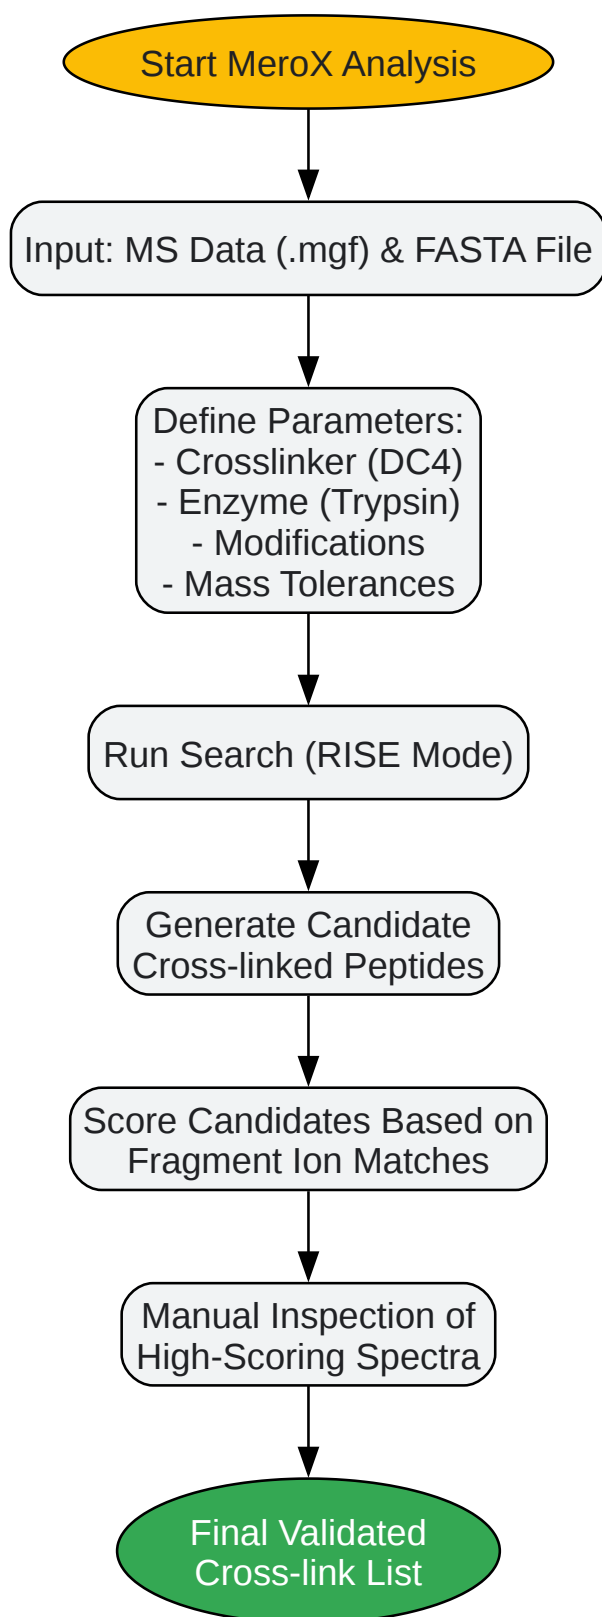 Start MeroX Analysis
Input: MS Data (.mgf) & FASTA File
Define Parameters:
- Crosslinker (DC4)
- Enzyme (Trypsin)
- Modifications
- Mass Tolerances
Run Search (RISE Mode)
Generate Candidate
Cross-linked Peptides
Score Candidates Based on
Fragment Ion Matches
Manual Inspection of
High-Scoring Spectra
Final Validated
Cross-link List